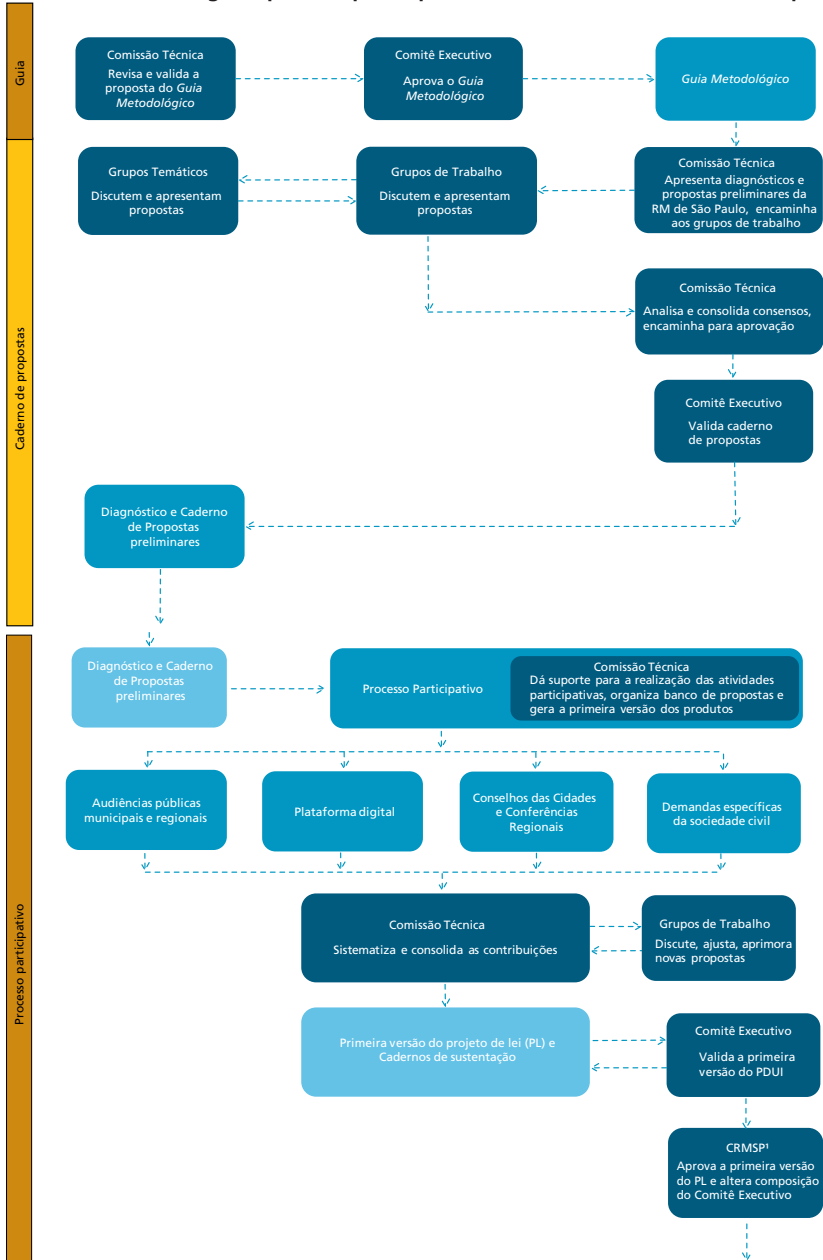 Guia
Comissão Técnica
Revisa e valida a
proposta do Guia
Metodológico
Comitê Executivo
Aprova o Guia
Metodológico
Guia Metodológico
Caderno de propostas
Grupos Temáticos
Discutem e apresentam
propostas
Grupos de Trabalho
Discutem e apresentam
propostas
Comissão Técnica
Apresenta diagnósticos e
propostas preliminares da
RM de São Paulo, encaminha
aos grupos de trabalho
Comissão Técnica
Analisa e consolida consensos,
encaminha para aprovação
Comitê Executivo
Valida caderno
de propostas
Diagnóstico e Caderno
de Propostas
preliminares
Processo participativo
Diagnóstico e Caderno
de Propostas
preliminares
Processo Participativo
Comissão Técnica
Dá suporte para a realização das atividades
participativas, organiza banco de propostas e
gera a primeira versão dos produtos
Audiências públicas
municipais e regionais
Plataforma digital
Conselhos das Cidades
e Conferências
Regionais
Demandas específicas
da sociedade civil
Comissão Técnica
Sistematiza e consolida as contribuições
Grupos de Trabalho
Discute, ajusta, aprimora
novas propostas
Primeira versão do projeto de lei (PL) e
Cadernos de sustentação
Comitê Executivo
Valida a primeira
versão do PDUI
CRMSP¹
Aprova a primeira versão
do PL e altera composição
do Comitê Executivo